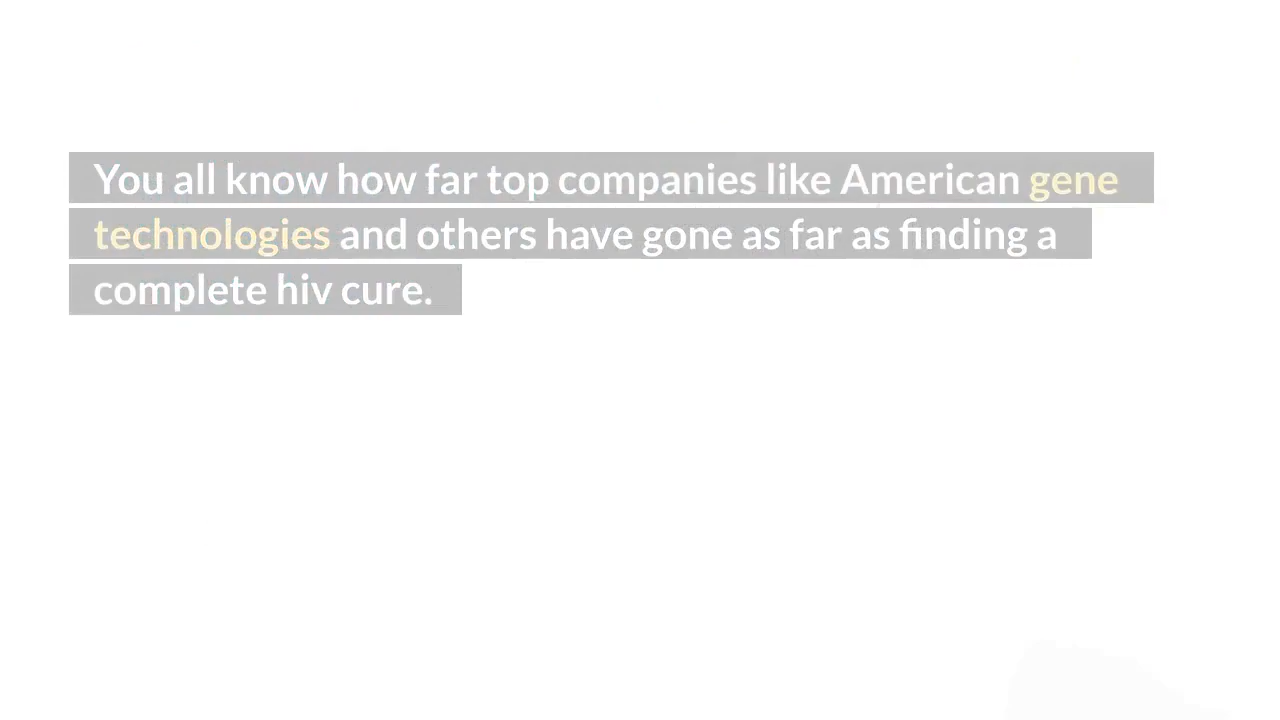 You all know how far top companies like American gene
technologies and others have gone as far as finding a
complete hiv cure.